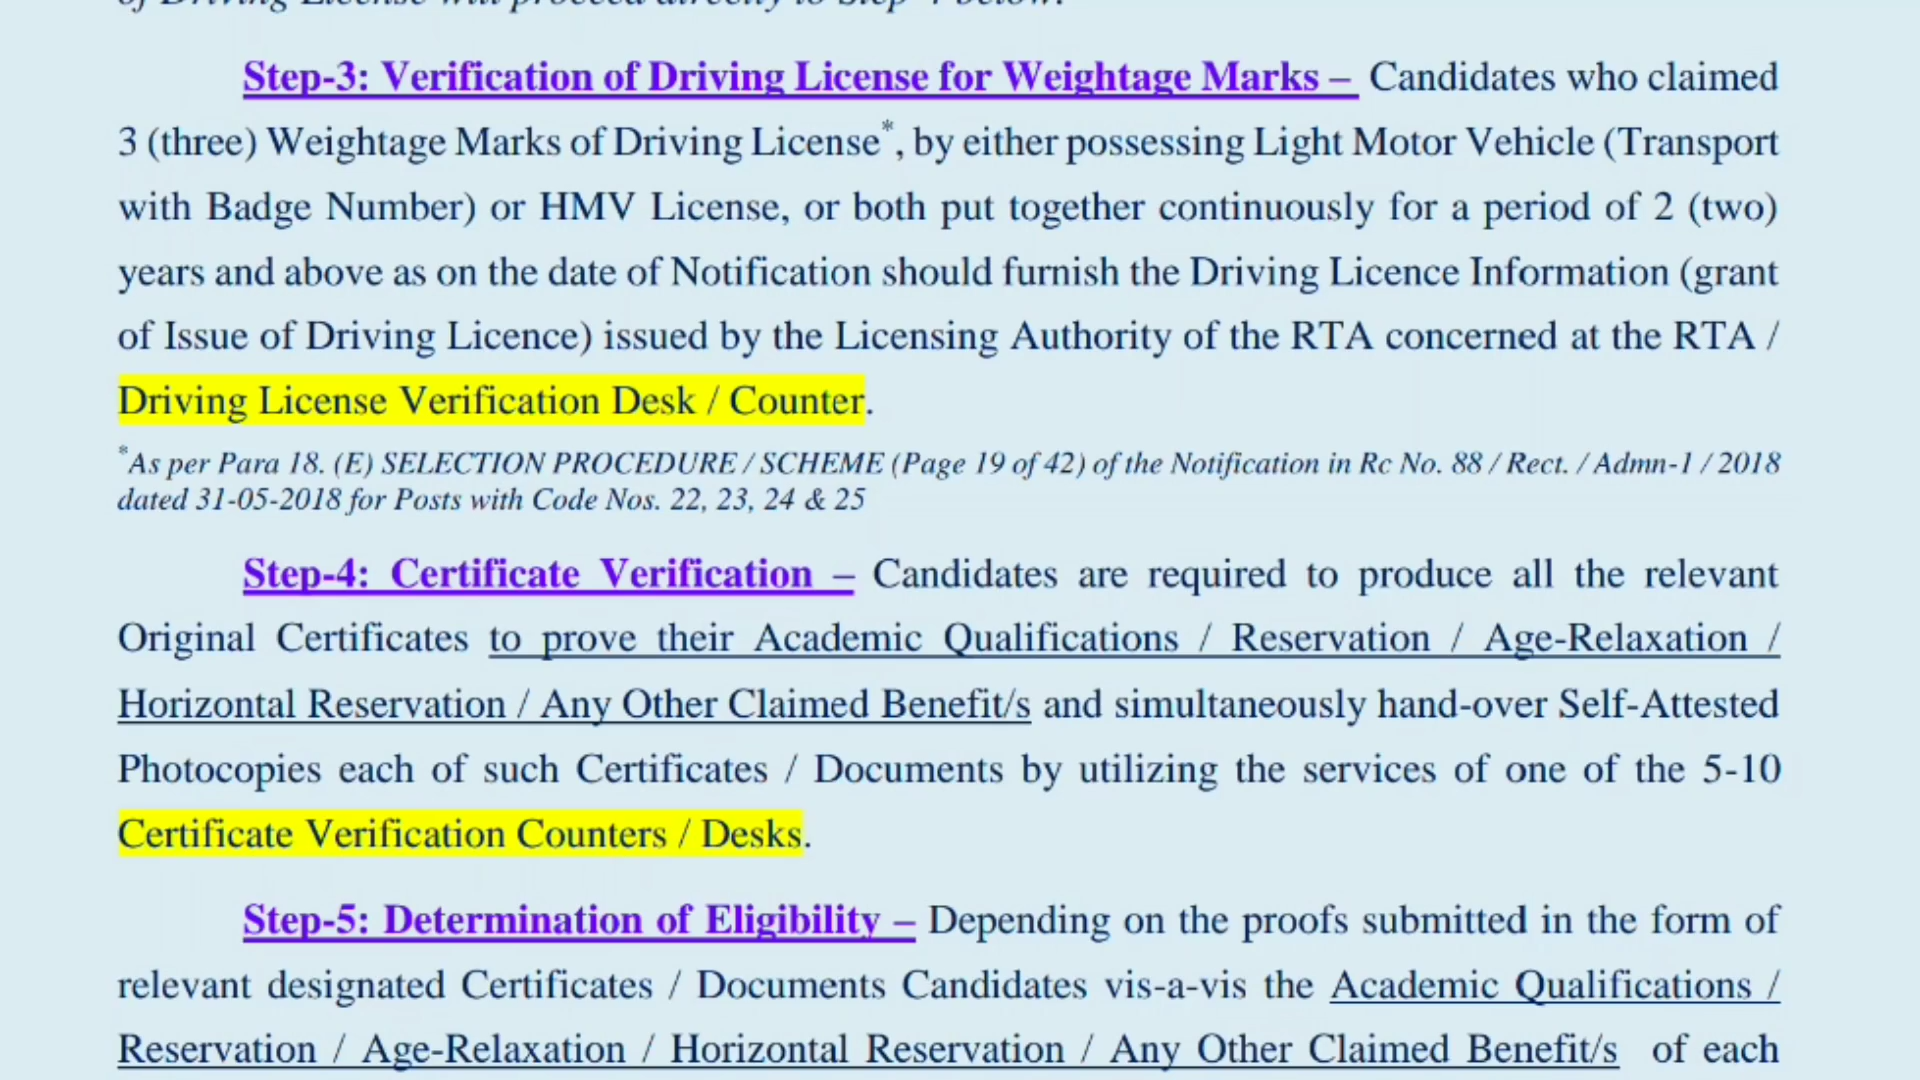 of Driving License will proceed directly to Step-4 below.
Step-3: Verification of Driving License for Weightage Marks – Candidates who claimed
3 (three) Weightage Marks of Driving License*, by either possessing Light Motor Vehicle (Transport
with Badge Number) or HMV License, or both put together continuously for a period of 2 (two)
years and above as on the date of Notification should furnish the Driving Licence Information (grant
of Issue of Driving Licence) issued by the Licensing Authority of the RTA concerned at the RTA /
Driving License Verification Desk / Counter.
*As per Para 18. (E) SELECTION PROCEDURE / SCHEME (Page 19 of 42) of the Notification in Rc No. 88 / Rect. / Admn-1 / 2018
dated 31-05-2018 for Posts with Code Nos. 22, 23, 24 & 25
Step-4: Certificate Verification – Candidates are required to produce all the relevant
Original Certificates to prove their Academic Qualifications / Reservation / Age-Relaxation /
Horizontal Reservation / Any Other Claimed Benefit/s and simultaneously hand-over Self-Attested
Photocopies each of such Certificates / Documents by utilizing the services of one of the 5-10
Certificate Verification Counters / Desks.
Step-5: Determination of Eligibility – Depending on the proofs submitted in the form of
relevant designated Certificates / Documents Candidates vis-a-vis the Academic Qualifications /
Reservation / Age-Relaxation / Horizontal Reservation / Any Other Claimed Benefit/s of each